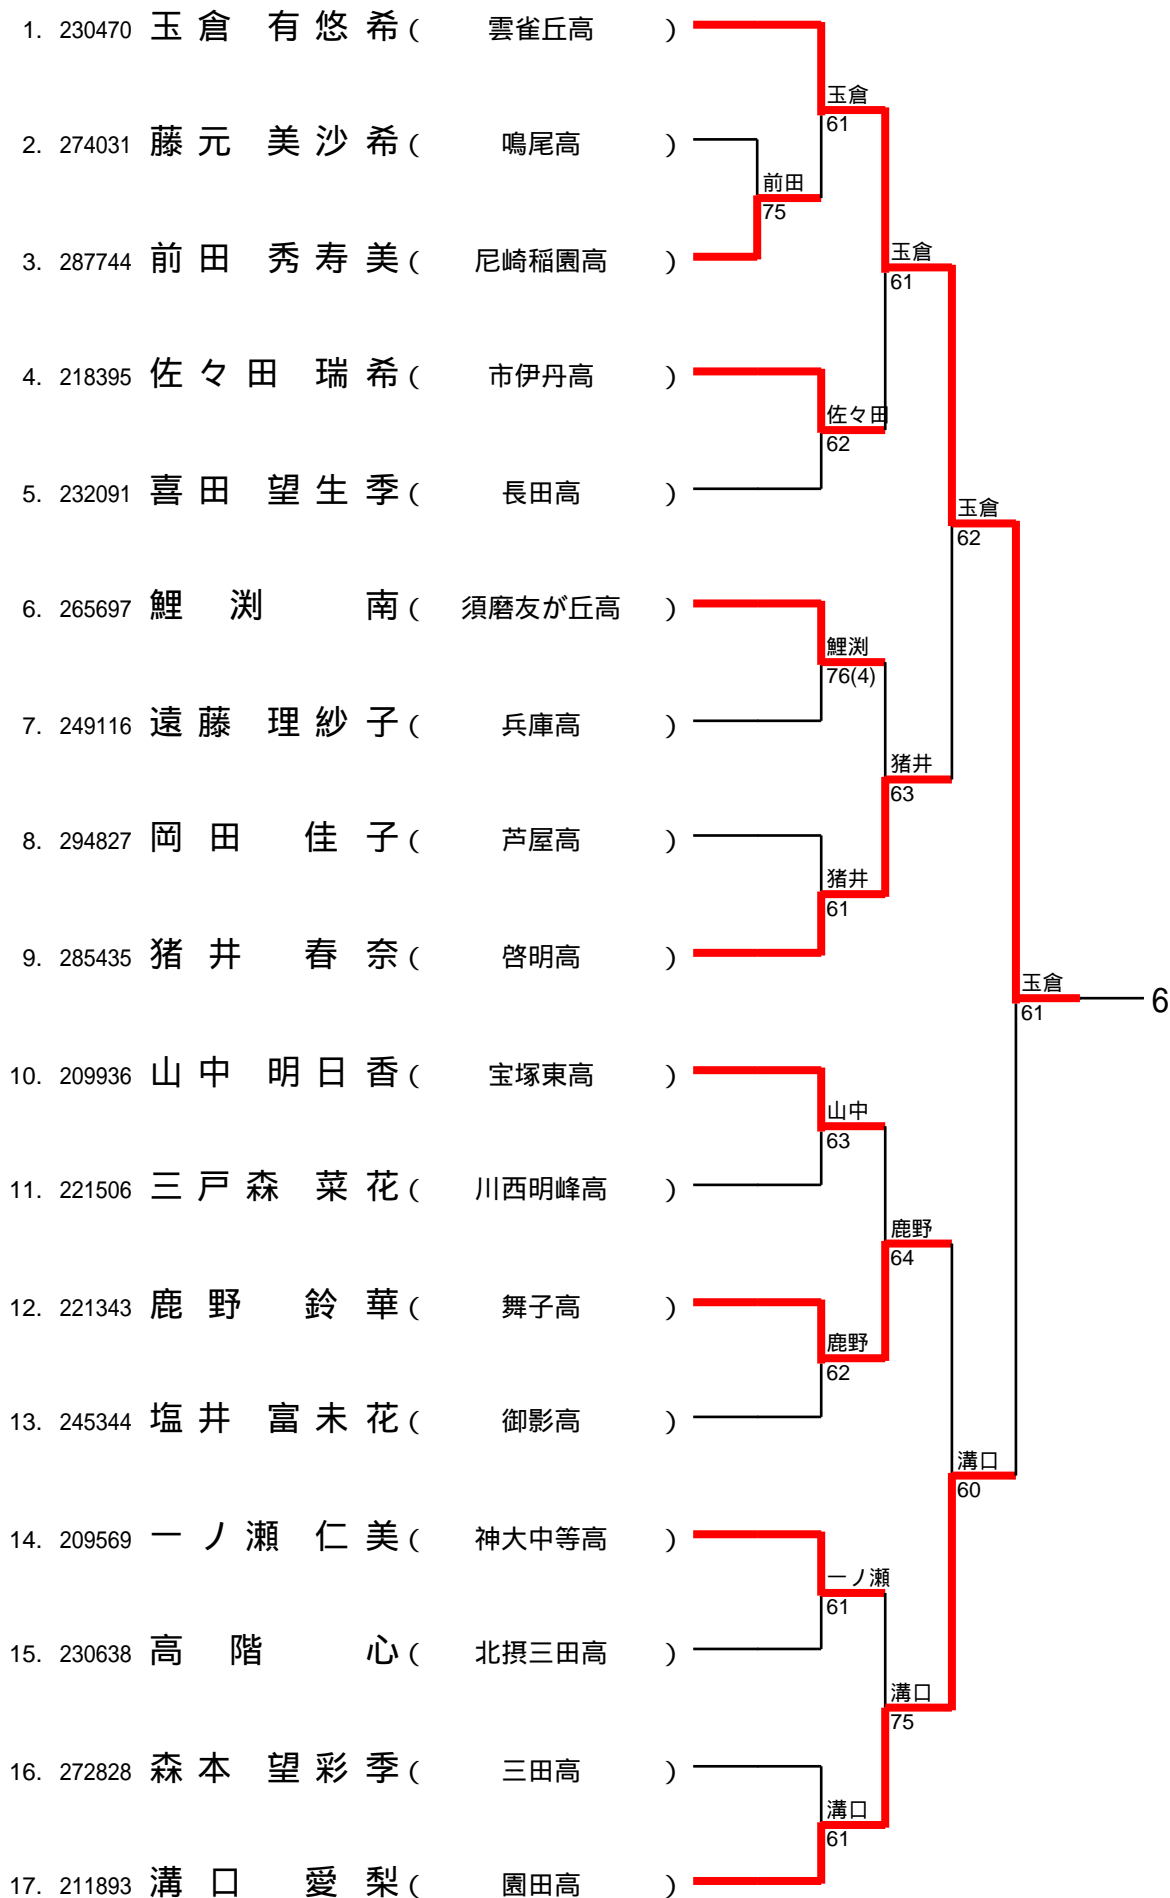 1. 230470 玉倉 有悠希 ( 雲雀丘高 )
玉倉
61
2. 274031 藤元 美沙希 ( 鳴尾高 )
前田
75
3. 287744 前田 秀寿美 ( 尼崎稲園高 )
玉倉
61
4. 218395 佐々田 瑞希 ( 市伊丹高 )
佐々田
62
5. 232091 喜田 望生季 ( 長田高 )
玉倉
62
6. 265697 鯉渕 南 ( 須磨友が丘高 )
鯉渕
76(4)
7. 249116 遠藤 理紗子 ( 兵庫高 )
猪井
63
8. 294827 岡田 佳子 ( 芦屋高 )
猪井
61
9. 285435 猪井 春奈 ( 啓明高 )
玉倉
61
6
10. 209936 山中 明日香 ( 宝塚東高 )
山中
63
11. 221506 三戸森 菜花 ( 川西明峰高 )
鹿野
64
12. 221343 鹿野 鈴華 ( 舞子高 )
鹿野
62
13. 245344 塩井 富未花 ( 御影高 )
溝口
60
14. 209569 一ノ瀬 仁美 ( 神大中等高 )
一ノ瀬
61
15. 230638 高階 心 ( 北摂三田高 )
溝口
75
16. 272828 森本 望彩季 ( 三田高 )
溝口
61
17. 211893 溝口 愛梨 ( 園田高 )